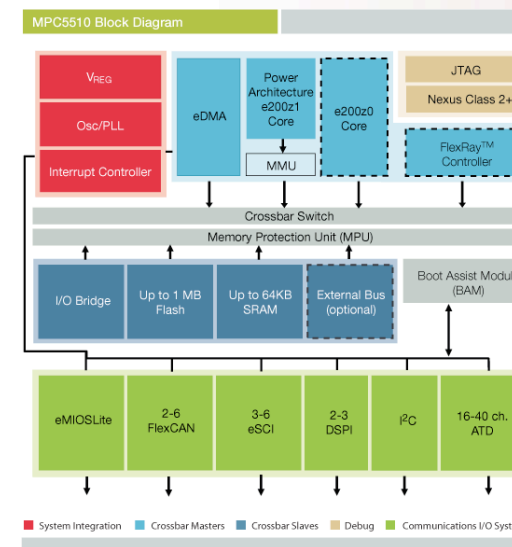 MPC5510 Block Diagram
VREG
Osc/PLL
Interrupt Controller
eDMA
Power
Architecture
e200z1
Core
MMU
e200z0
Core
JTAG
Nexus Class 2+
FlexRay™
Controller
Crossbar Switch
Memory Protection Unit (MPU)
I/O Bridge
Up to 1 MB
Flash
Up to 64KB
SRAM
External Bus
(optional)
Boot Assist Modul
(BAM)
eMIOSLite
2-6
FlexCAN
3-6
eSCI
2-3
DSPI
I²C
16-40 ch.
ATD
System Integration
Crossbar Masters
Crossbar Slaves
Debug
Communications I/O Syst